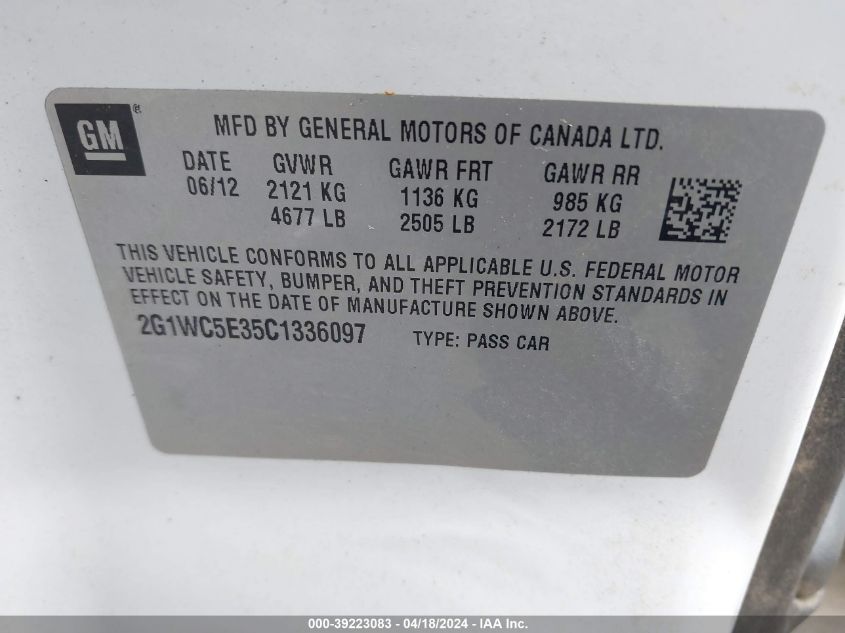 GM®
MFD BY GENERAL MOTORS OF CANADA LTD.
DATE GVWR GAWR FRT GAWR RR
06/12 2121 KG 1136 KG 985 KG
4677 LB 2505 LB 2172 LB
THIS VEHICLE CONFORMS TO ALL APPLICABLE U.S. FEDERAL MOTOR
VEHICLE SAFETY, BUMPER, AND THEFT PREVENTION STANDARDS IN
EFFECT ON THE DATE OF MANUFACTURE SHOWN ABOVE.
2G1WC5E35C1336097 TYPE: PASS CAR
000-39223083 - 04/18/2024 - IAA Inc.